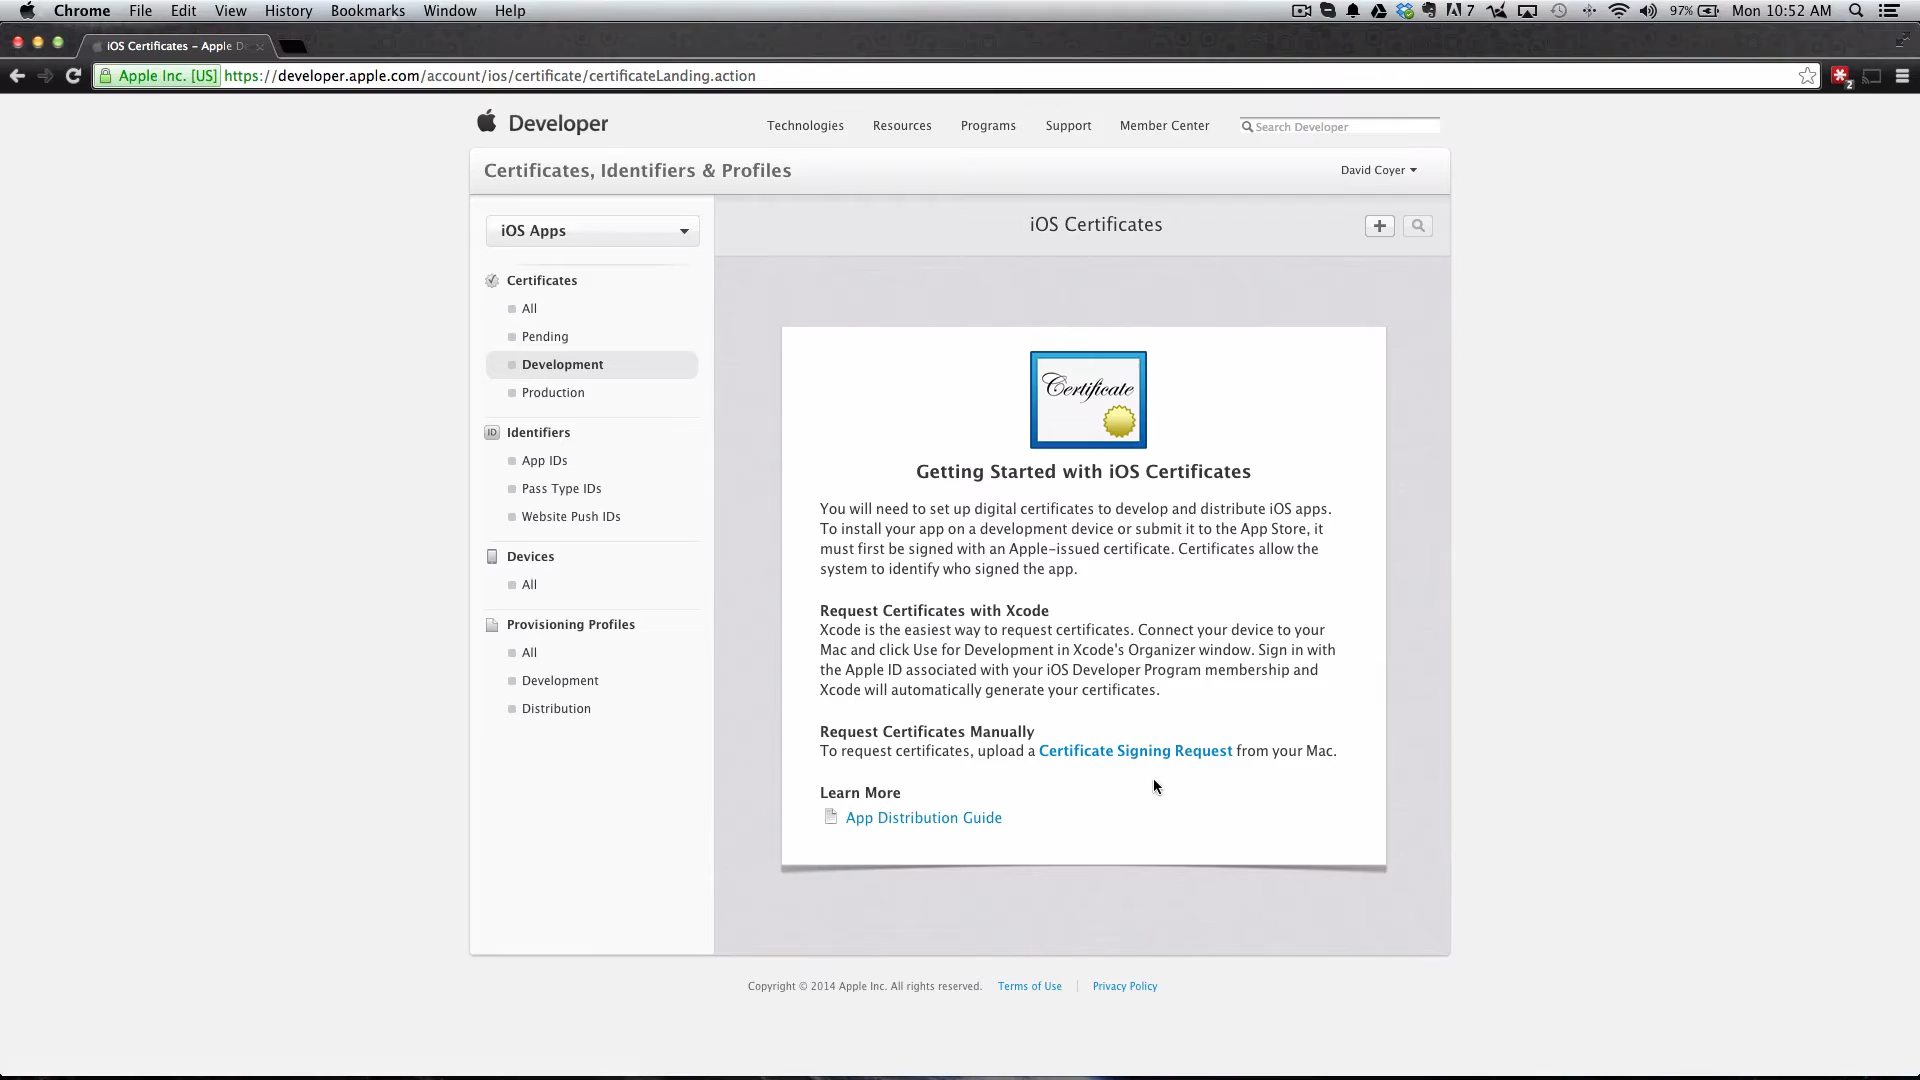 Chrome File Edit View History Bookmarks Window Help
7 97% Mon 10:52 AM
iOS Certificates – Apple De
Apple Inc. [US] https://developer.apple.com/account/ios/certificate/certificateLanding.action
2
Developer
Technologies Resources Programs Support Member Center Search Developer
Certificates, Identifiers & Profiles
David Coyer
iOS Apps
iOS Certificates
Certificates
All
Pending
Development
Production
ID Identifiers
App IDs
Pass Type IDs
Website Push IDs
Devices
All
Provisioning Profiles
All
Development
Distribution
Certificate
Getting Started with iOS Certificates
You will need to set up digital certificates to develop and distribute iOS apps.
To install your app on a development device or submit it to the App Store, it
must first be signed with an Apple-issued certificate. Certificates allow the
system to identify who signed the app.
Request Certificates with Xcode
Xcode is the easiest way to request certificates. Connect your device to your
Mac and click Use for Development in Xcode's Organizer window. Sign in with
the Apple ID associated with your iOS Developer Program membership and
Xcode will automatically generate your certificates.
Request Certificates Manually
To request certificates, upload a Certificate Signing Request from your Mac.
Learn More
App Distribution Guide
Copyright © 2014 Apple Inc. All rights reserved. Terms of Use Privacy Policy